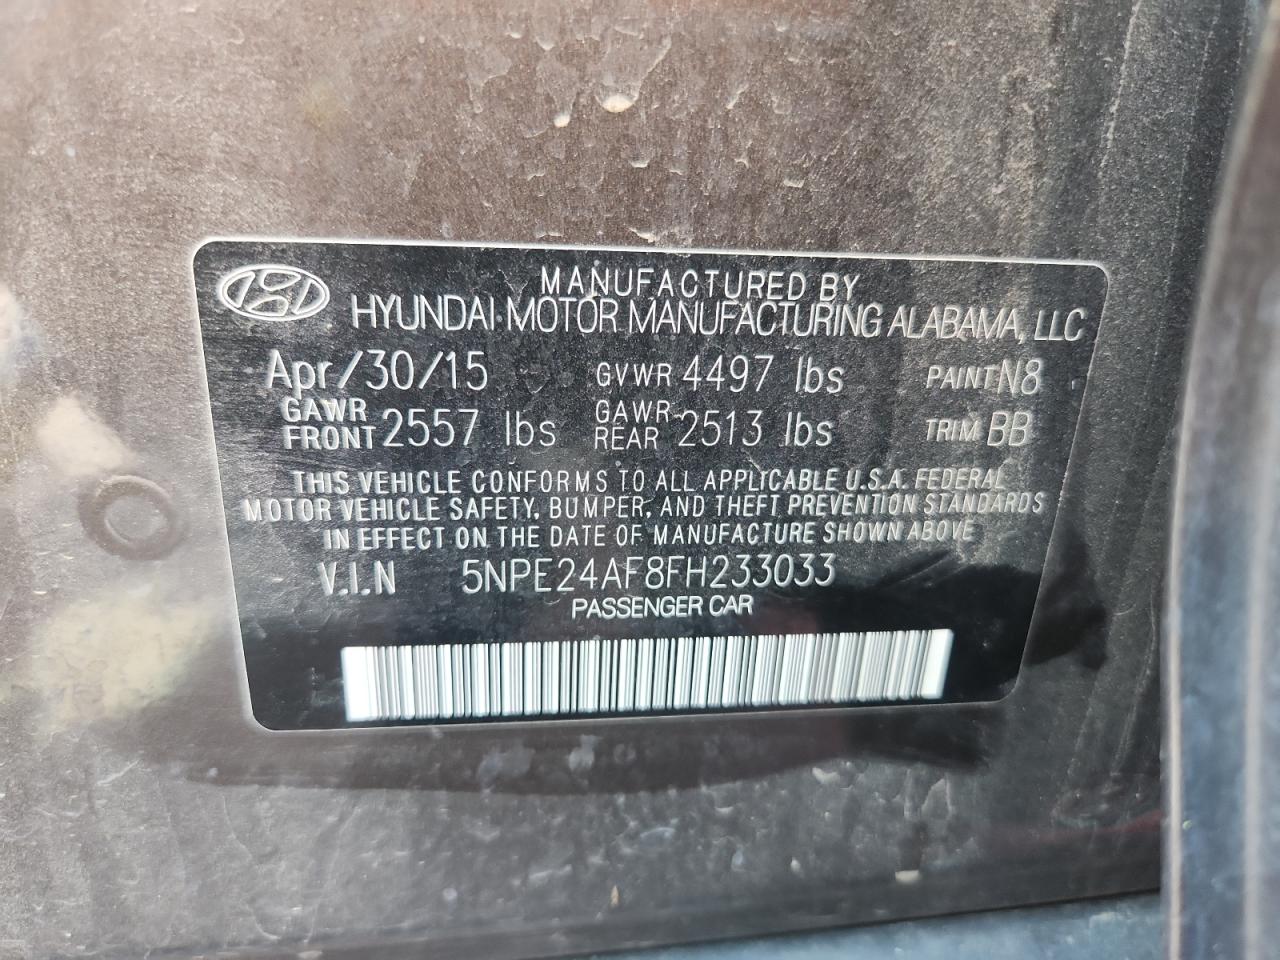 MANUFACTURED BY
HYUNDAI MOTOR MANUFACTURING ALABAMA, LLC
Apr/30/15 GVWR 4497 lbs PAINT N8
GAWR FRONT 2557 lbs GAWR REAR 2513 lbs TRIM BB
THIS VEHICLE CONFORMS TO ALL APPLICABLE U.S.A. FEDERAL
MOTOR VEHICLE SAFETY, BUMPER, AND THEFT PREVENTION STANDARDS
IN EFFECT ON THE DATE OF MANUFACTURE SHOWN ABOVE
V.I.N 5NPE24AF8FH233033
PASSENGER CAR